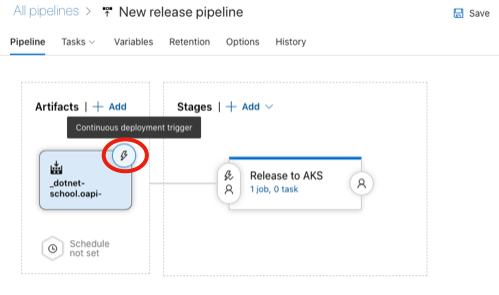 All pipelines > New release pipeline
Save
Pipeline Tasks Variables Retention Options History
Artifacts | + Add
Stages | + Add
Continuous deployment trigger
_dotnet-
school.oapi-
Release to AKS
1 job, 0 task
Schedule
not set